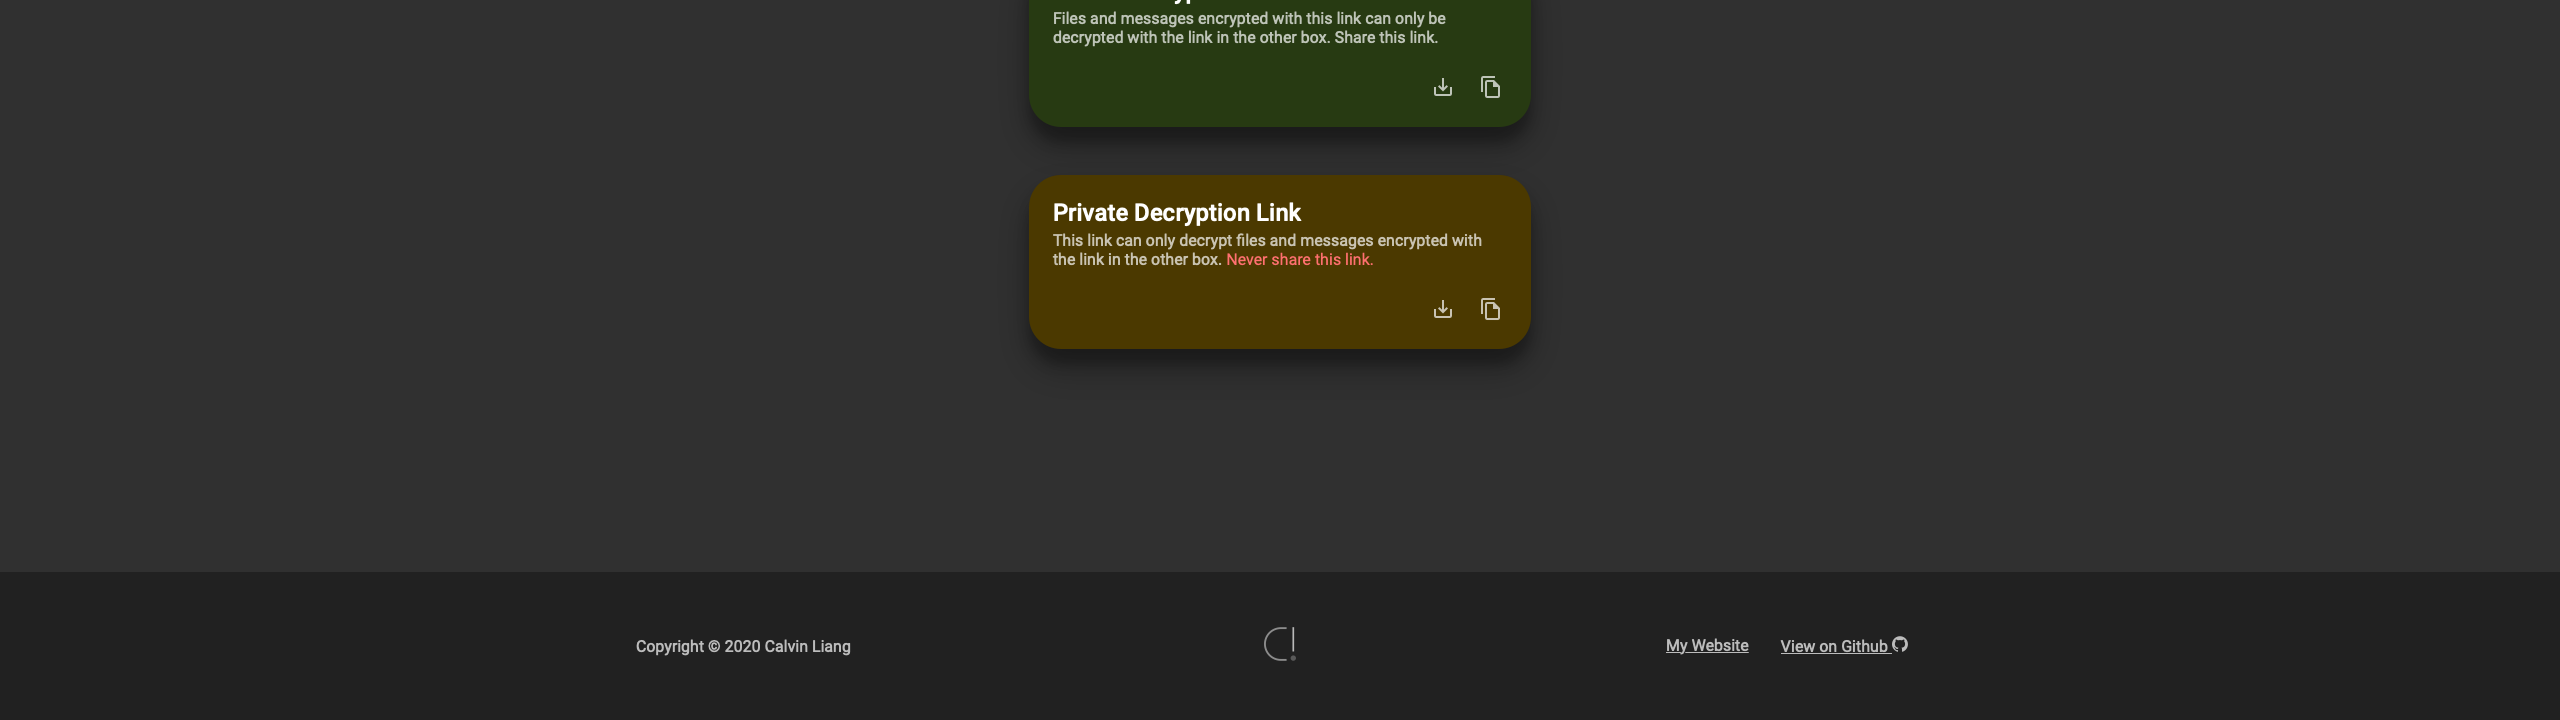 Files and messages encrypted with this link can only be
decrypted with the link in the other box. Share this link.
Private Decryption Link
This link can only decrypt files and messages encrypted with
the link in the other box. Never share this link.
Copyright © 2020 Calvin Liang
My Website
View on Github